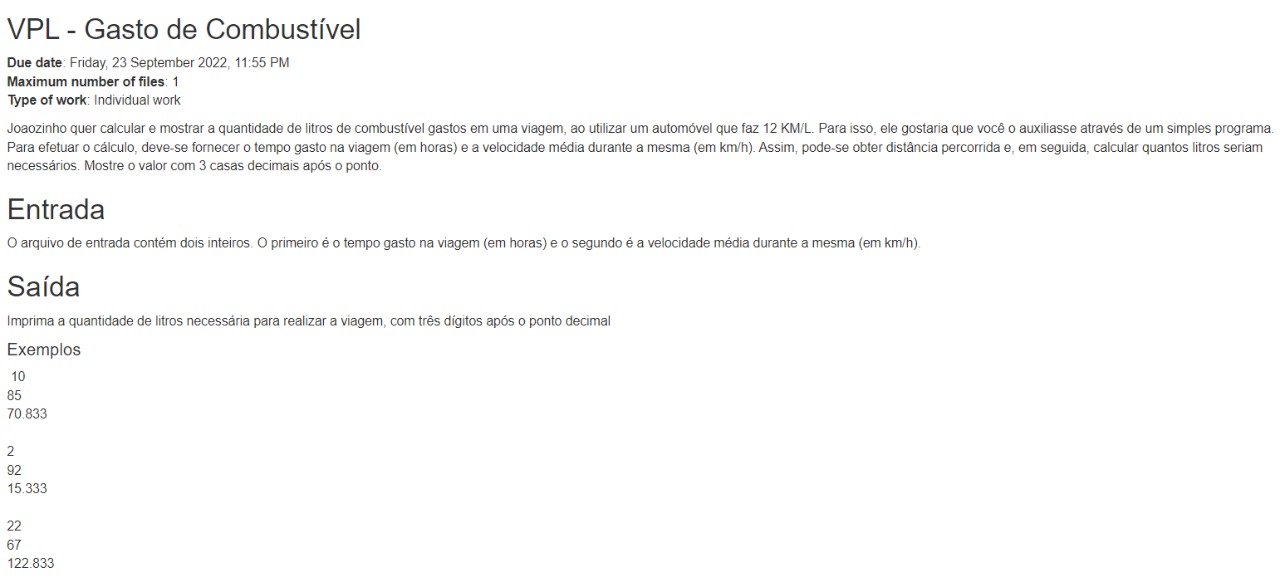 VPL - Gasto de Combustível
Due date: Friday, 23 September 2022, 11:55 PM
Maximum number of files: 1
Type of work: Individual work
Joaozinho quer calcular e mostrar a quantidade de litros de combustível gastos em uma viagem, ao utilizar um automóvel que faz 12 KM/L. Para isso, ele gostaria que você o auxiliasse através de um simples programa.
Para efetuar o cálculo, deve-se fornecer o tempo gasto na viagem (em horas) e a velocidade média durante a mesma (em km/h). Assim, pode-se obter distância percorrida e, em seguida, calcular quantos litros seriam
necessários. Mostre o valor com 3 casas decimais após o ponto.
Entrada
O arquivo de entrada contém dois inteiros. O primeiro é o tempo gasto na viagem (em horas) e o segundo é a velocidade média durante a mesma (em km/h).
Saída
Imprima a quantidade de litros necessária para realizar a viagem, com três dígitos após o ponto decimal
Exemplos
10
85
70.833
2
92
15.333
22
67
122.833